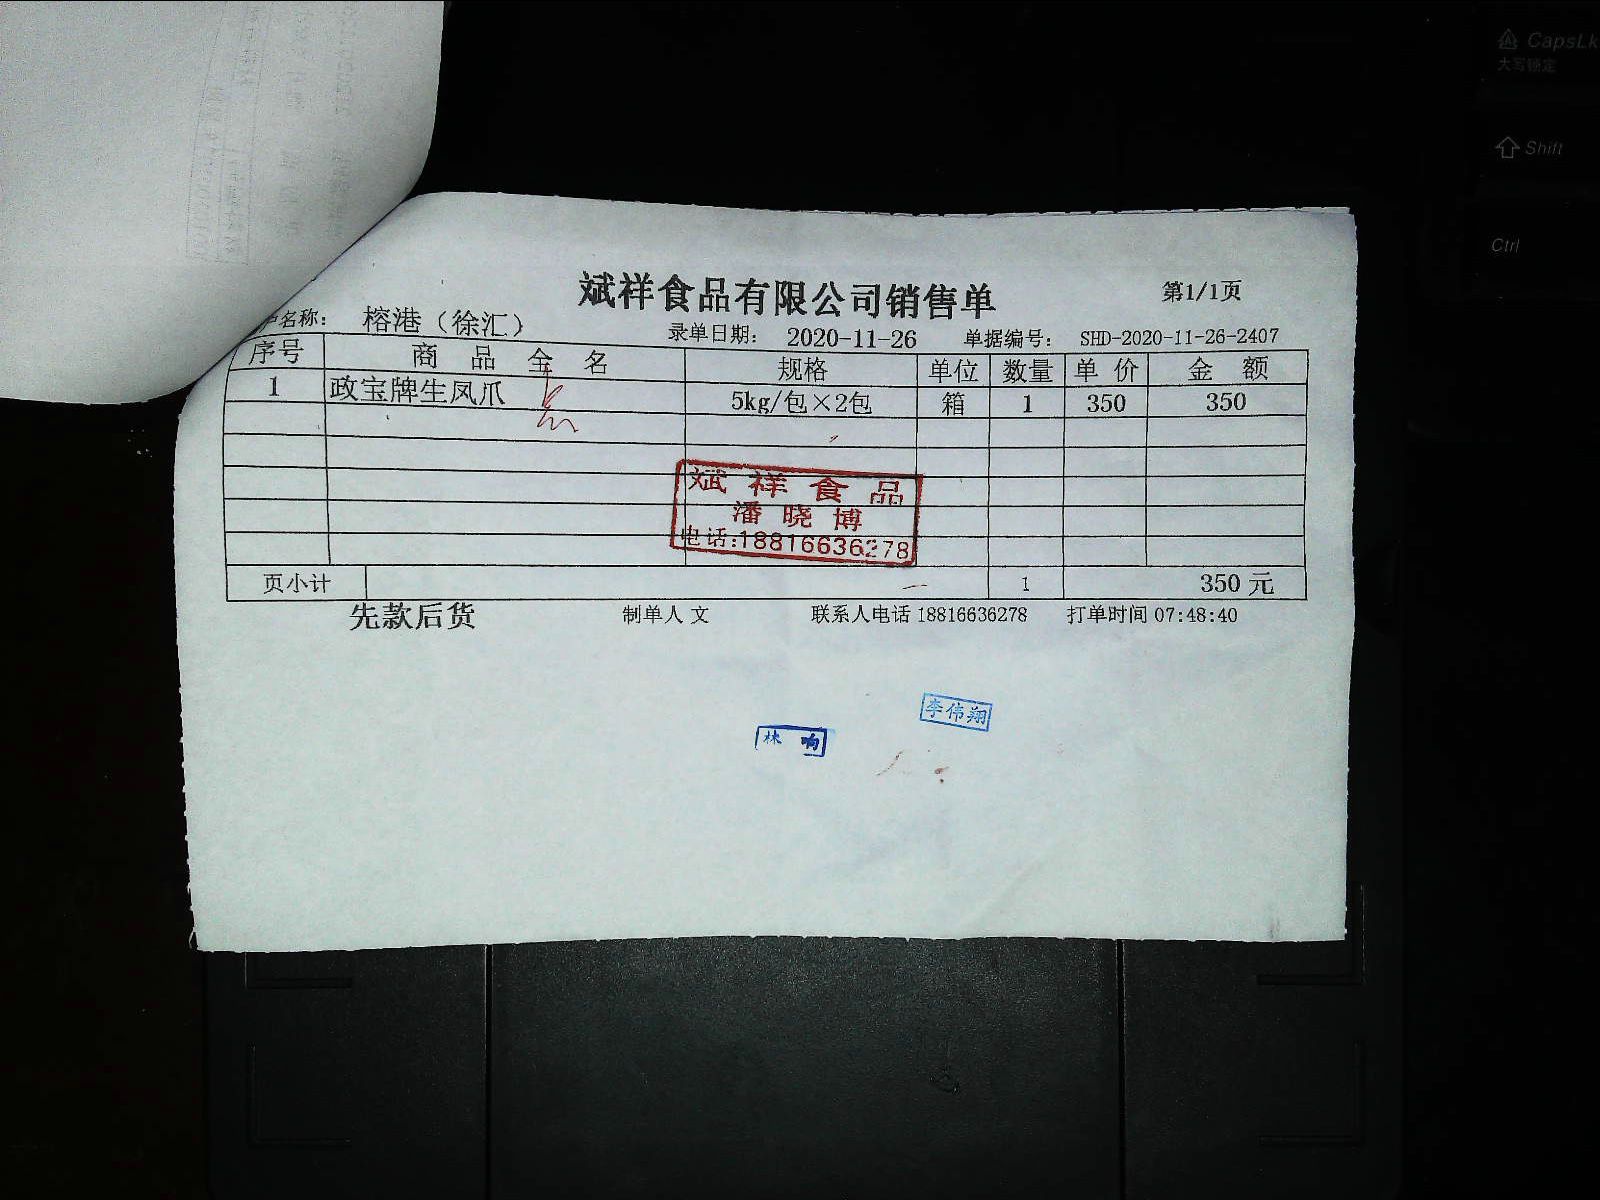 斌祥食品有限公司销售单
第1/1页
户名称: 榕港（徐汇） 录单日期: 2020-11-26 单据编号: SHD-2020-11-26-2407
序号 商品全名 规格 单位 数量 单价 金额
1 政宝牌生凤爪 5kg/包×2包 箱 1 350 350
斌祥食品
潘晓博
电话:18816636278
页小计 1 350元
先款后货 制单人 文 联系人电话 18816636278 打单时间 07:48:40
李伟翔
林响
CapsLk
大写锁定
Shift
Ctrl